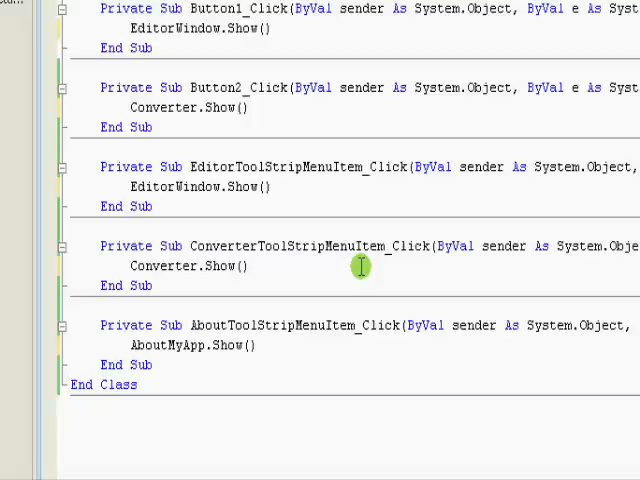 Private Sub Button1_Click(ByVal sender As System.Object, ByVal e As Syst
EditorWindow.Show()
End Sub
Private Sub Button2_Click(ByVal sender As System.Object, ByVal e As Syst
Converter.Show()
End Sub
Private Sub EditorToolStripMenuItem_Click(ByVal sender As System.Object,
EditorWindow.Show()
End Sub
Private Sub ConverterToolStripMenuItem_Click(ByVal sender As System.Obje
Converter.Show()
End Sub
Private Sub AboutToolStripMenuItem_Click(ByVal sender As System.Object,
AboutMyApp.Show()
End Sub
End Class